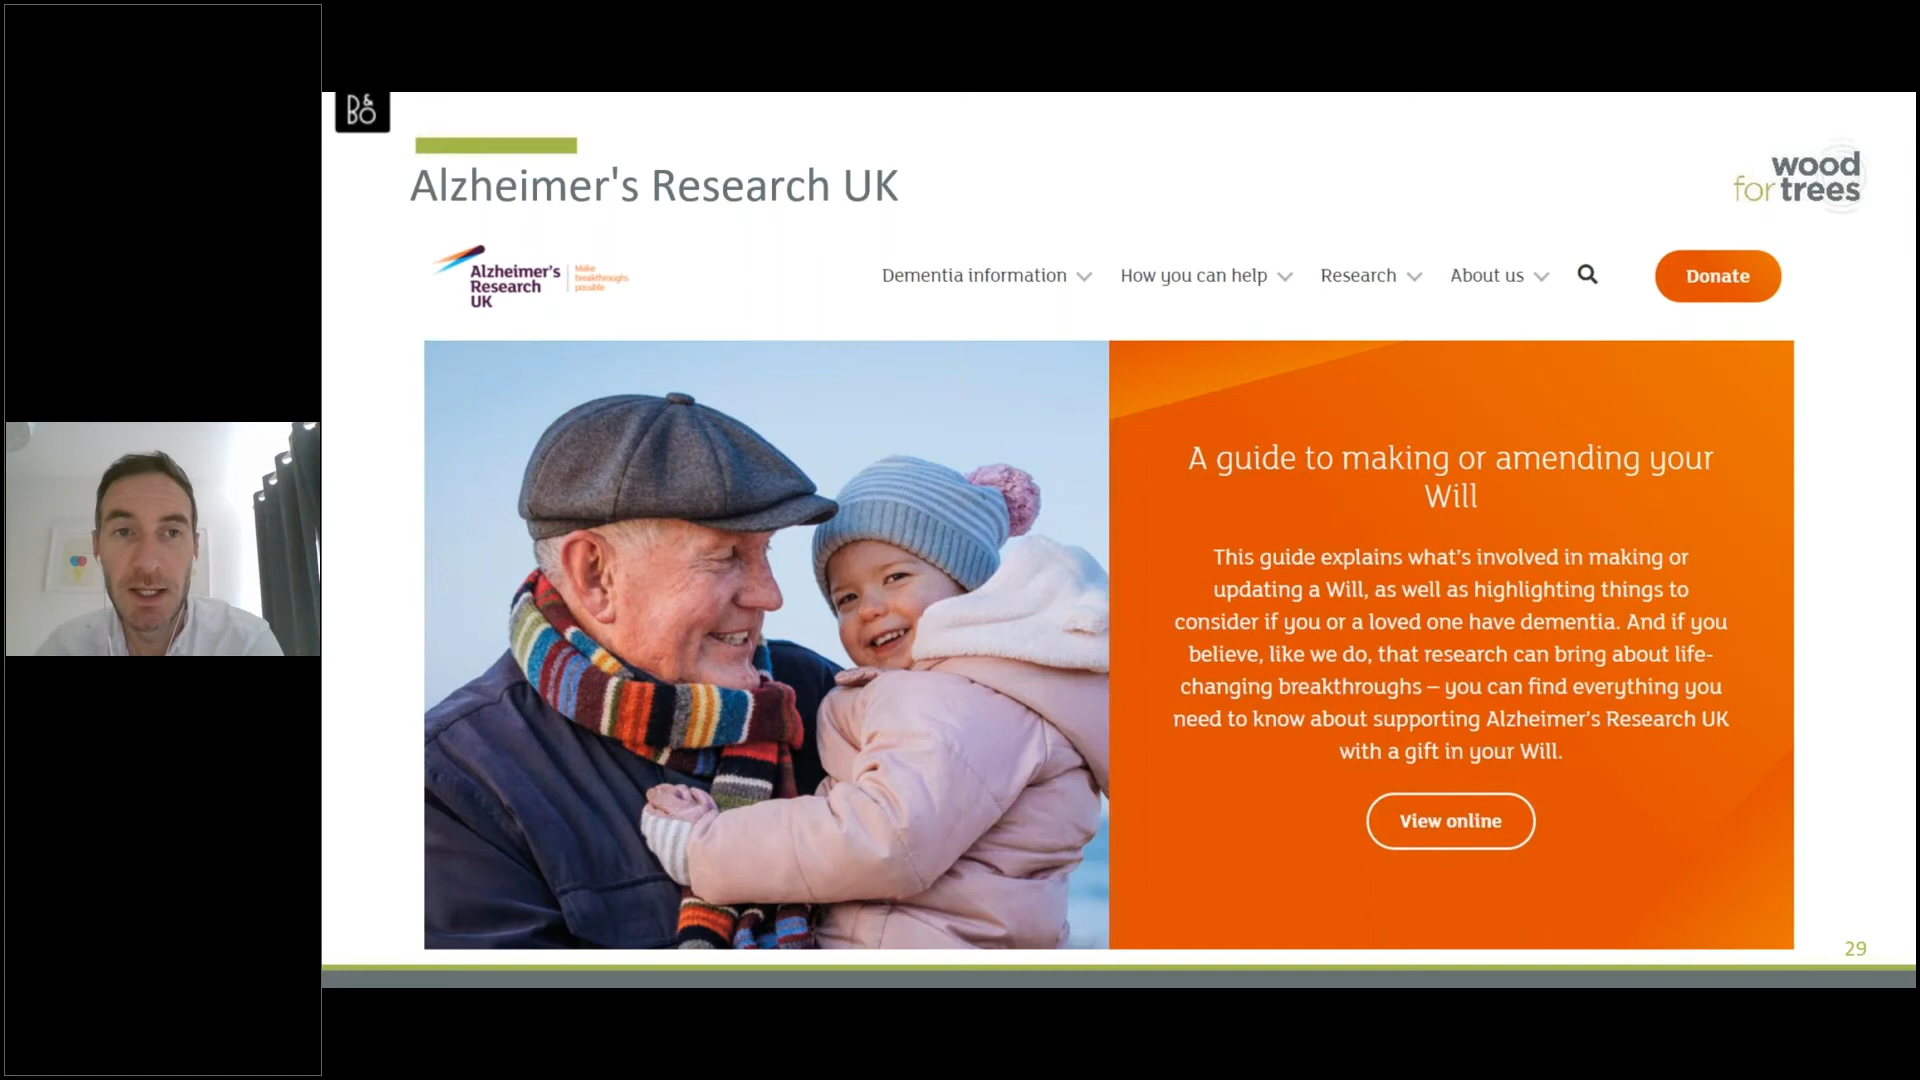 B&O
Alzheimer's Research UK
wood
for trees
Alzheimer's
Research
UK
Make
breakthroughs
possible
Dementia information
How you can help
Research
About us
Donate
A guide to making or amending your
Will
This guide explains what's involved in making or
updating a Will, as well as highlighting things to
consider if you or a loved one have dementia. And if you
believe, like we do, that research can bring about life-
changing breakthroughs – you can find everything you
need to know about supporting Alzheimer's Research UK
with a gift in your Will.
View online
29